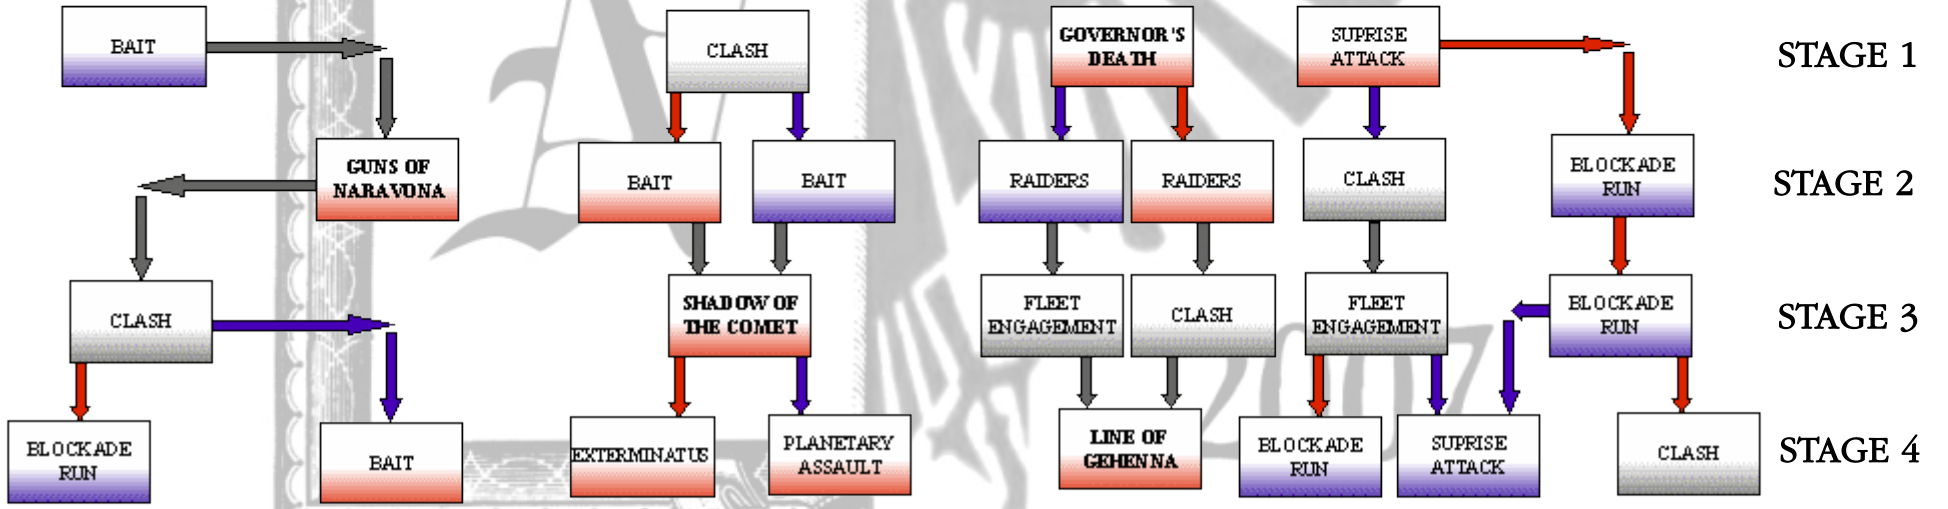 BAIT
CLASH
GOVERNOR'S
DEATH
SUPRISE
ATTACK
STAGE 1
GUNS OF
NARAVONA
BAIT
BAIT
RAIDERS
RAIDERS
CLASH
BLOCKADE
RUN
STAGE 2
CLASH
SHADOW OF
THE COMET
FLEET
ENGAGEMENT
CLASH
FLEET
ENGAGEMENT
BLOCKADE
RUN
STAGE 3
BLOCKADE
RUN
BAIT
EXTERMINATUS
PLANETARY
ASSAULT
LINE OF
GEHENNA
BLOCKADE
RUN
SUPRISE
ATTACK
CLASH
STAGE 4
2007